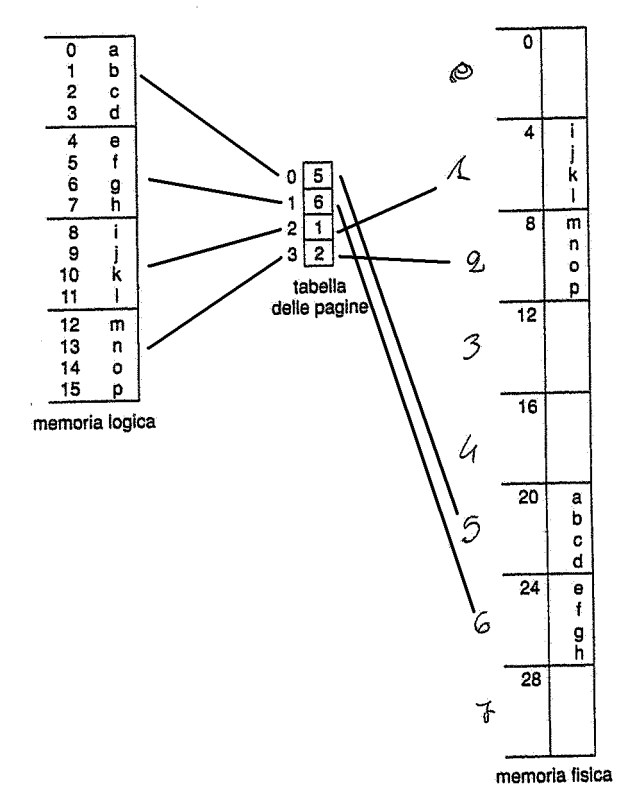 0 a
1 b
2 c
3 d
4 e
5 f
6 g
7 h
8 i
9 j
10 k
11 l
12 m
13 n
14 o
15 p
memoria logica
0 5
1 6
2 1
3 2
tabella
delle pagine
0
1
2
3
4
5
6
7
0
4 i
j
k
l
8 m
n
o
p
12
16
20 a
b
c
d
24 e
f
g
h
28
memoria fisica